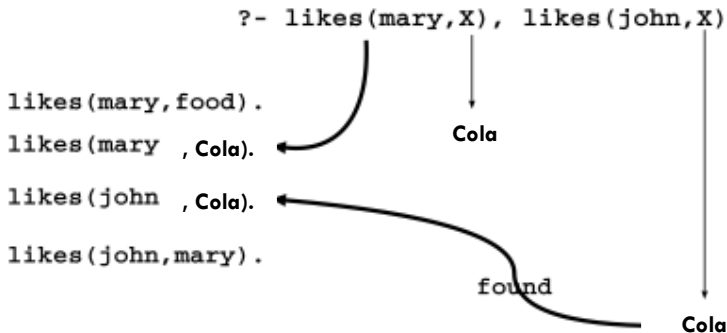 ?- likes(mary,X), likes(john,X)
likes(mary,food).
Cola
likes(mary , Cola).
likes(john , Cola).
likes(john,mary).
found
Cola